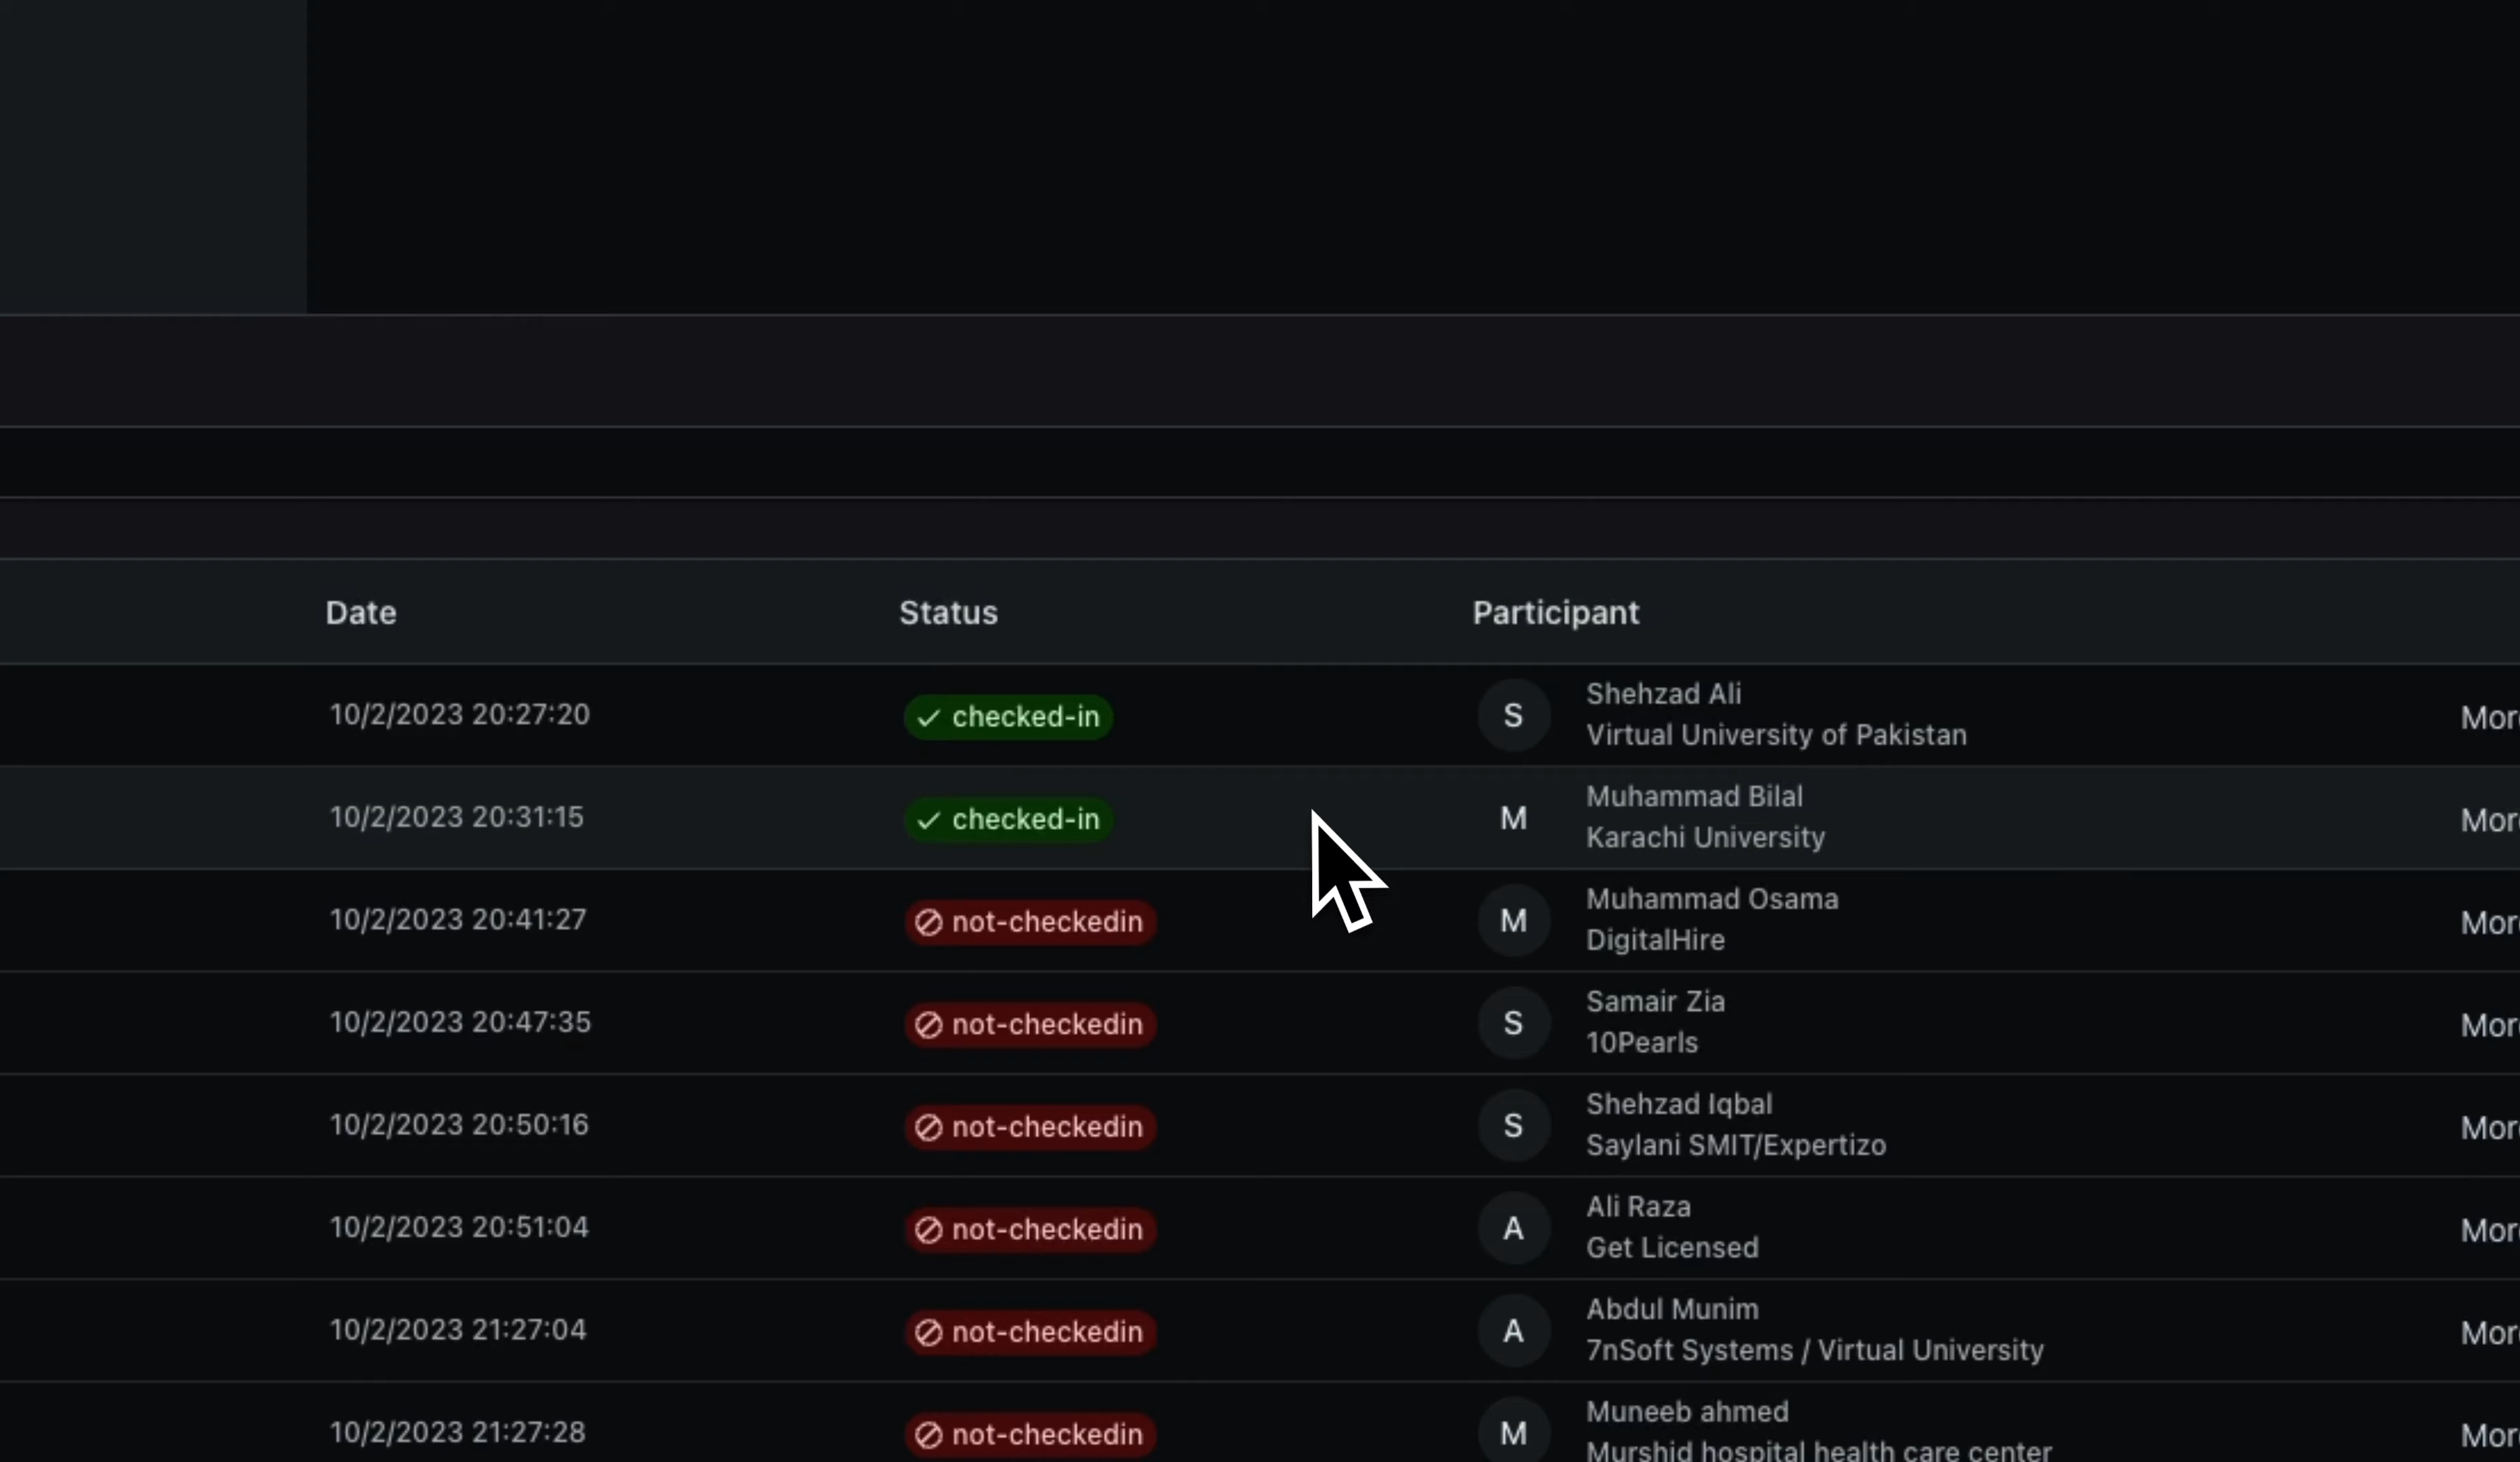 Date Status Participant
10/2/2023 20:27:20 checked-in S Shehzad Ali
Virtual University of Pakistan
10/2/2023 20:31:15 checked-in M Muhammad Bilal
Karachi University
10/2/2023 20:41:27 not-checkedin M Muhammad Osama
DigitalHire
10/2/2023 20:47:35 not-checkedin S Samair Zia
10Pearls
10/2/2023 20:50:16 not-checkedin S Shehzad Iqbal
Saylani SMIT/Expertizo
10/2/2023 20:51:04 not-checkedin A Ali Raza
Get Licensed
10/2/2023 21:27:04 not-checkedin A Abdul Munim
7nSoft Systems / Virtual University
10/2/2023 21:27:28 not-checkedin M Muneeb ahmed
Murshid hospital health care center